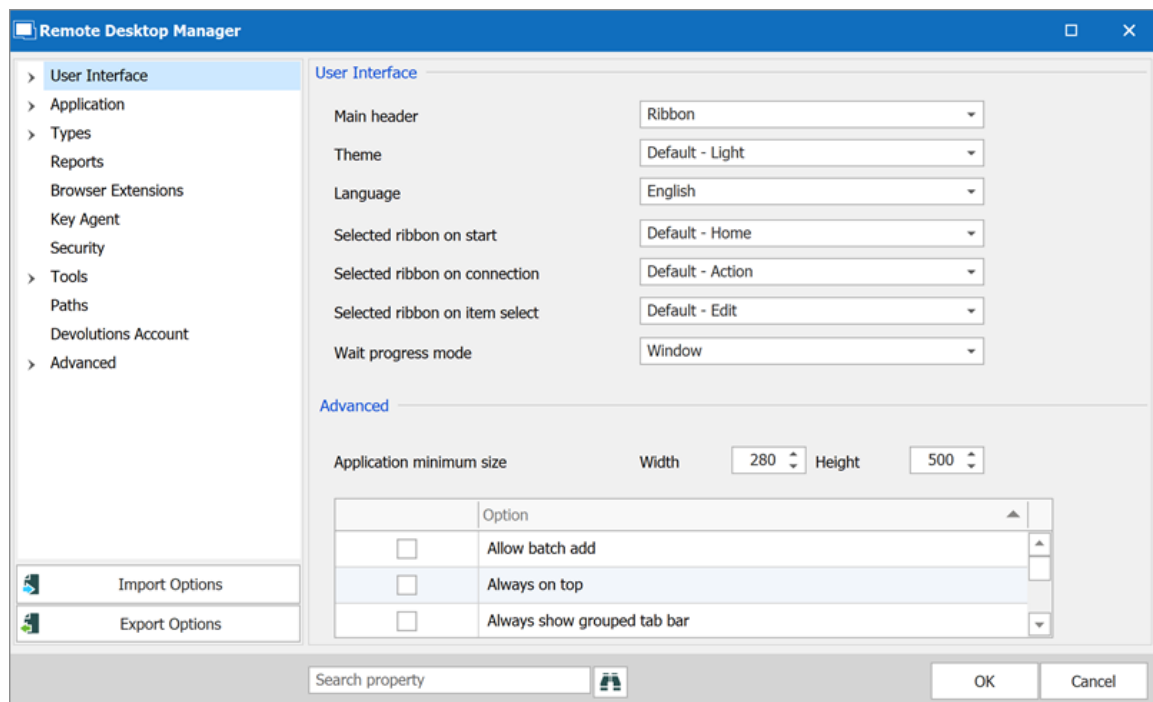 Remote Desktop Manager
User Interface
Application
Types
Reports
Browser Extensions
Key Agent
Security
Tools
Paths
Devolutions Account
Advanced
Import Options
Export Options
User Interface
Main header Ribbon
Theme Default - Light
Language English
Selected ribbon on start Default - Home
Selected ribbon on connection Default - Action
Selected ribbon on item select Default - Edit
Wait progress mode Window
Advanced
Application minimum size Width 280 Height 500
Option
Allow batch add
Always on top
Always show grouped tab bar
Search property
OK Cancel